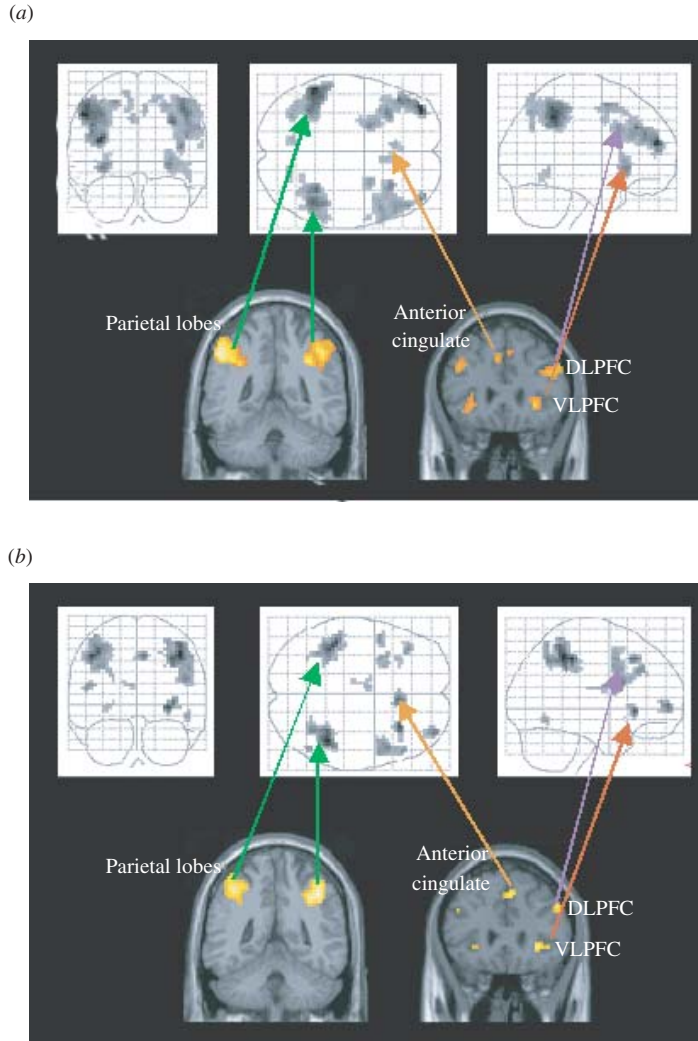 (a)
Parietal lobes
Anterior
cingulate
DLPFC
VLPFC
(b)
Parietal lobes
Anterior
cingulate
DLPFC
VLPFC